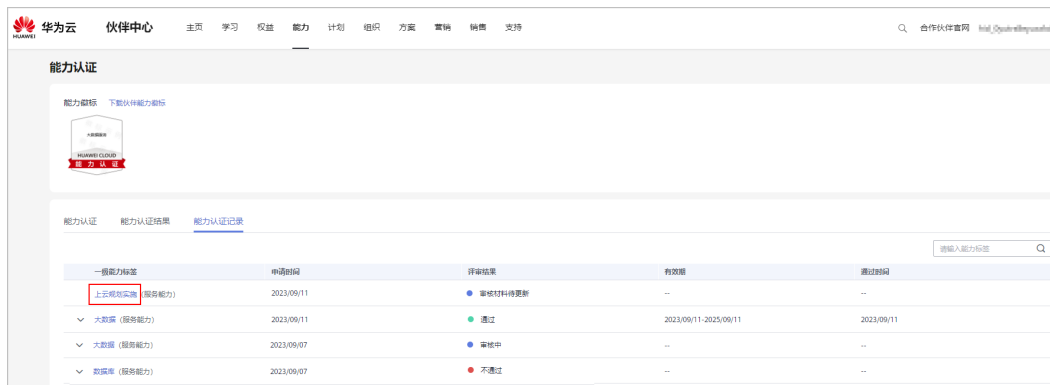 HUAWEI 华为云 伙伴中心 主页 学习 权益 能力 计划 组织 方案 营销 销售 支持 合作伙伴官网
能力认证
能力徽标 下载伙伴能力徽标
大数据服务
HUAWEI CLOUD
能力认证
能力认证 能力认证结果 能力认证记录
请输入能力标签
一级能力标签 申请时间 评审结果 有效期 通过时间
上云规划实施 (服务能力) 2023/09/11 审核材料待更新 -- --
大数据 (服务能力) 2023/09/11 通过 2023/09/11-2025/09/11 2023/09/11
大数据 (服务能力) 2023/09/07 审核中 -- --
数据库 (服务能力) 2023/09/07 不通过 -- --